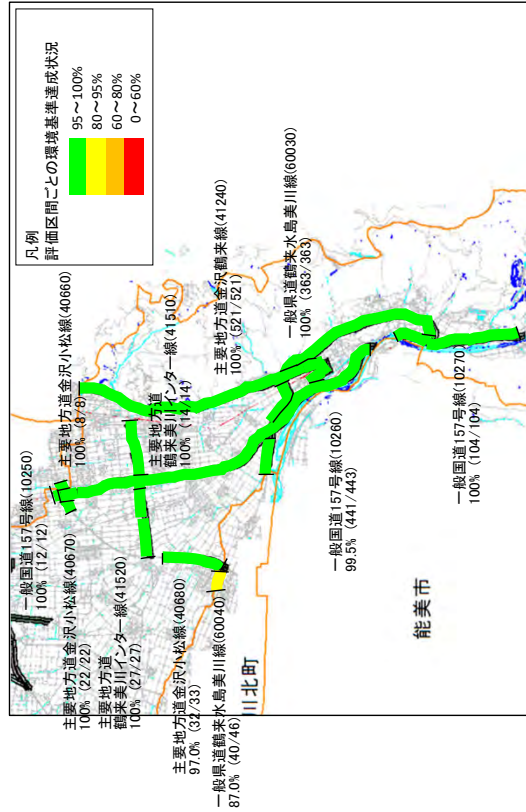 凡例
評価区間ごとの環境基準達成状況
95～100%
80～95%
60～80%
0～60%
一般国道157号線(10250)
100% (12/12)
主要地方道金沢小松線(40660)
100% (8/8)
主要地方道金沢小松線(40670)
100% (22/22)
主要地方道
鶴来美川インター線(41510)
100% (14/14)
主要地方道
鶴来美川インター線(41520)
100% (27/27)
主要地方道金沢鶴来線(41240)
100% (521/521)
主要地方道金沢小松線(40680)
97.0% (32/33)
一般県道鶴来水島美川線(60030)
100% (363/363)
一般県道鶴来水島美川線(60040)
87.0% (40/46)
一般国道157号線(10260)
99.5% (441/443)
一般国道157号線(10270)
100% (104/104)
川北町
能美市